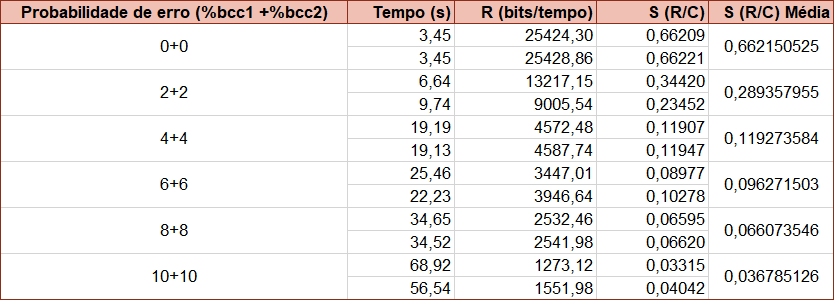 Probabilidade de erro (%bcc1 +%bcc2) Tempo (s) R (bits/tempo) S (R/C) S (R/C) Média
0+0 3,45 25424,30 0,66209 0,662150525
3,45 25428,86 0,66221
2+2 6,64 13217,15 0,34420 0,289357955
9,74 9005,54 0,23452
4+4 19,19 4572,48 0,11907 0,119273584
19,13 4587,74 0,11947
6+6 25,46 3447,01 0,08977 0,096271503
22,23 3946,64 0,10278
8+8 34,65 2532,46 0,06595 0,066073546
34,52 2541,98 0,06620
10+10 68,92 1273,12 0,03315 0,036785126
56,54 1551,98 0,04042